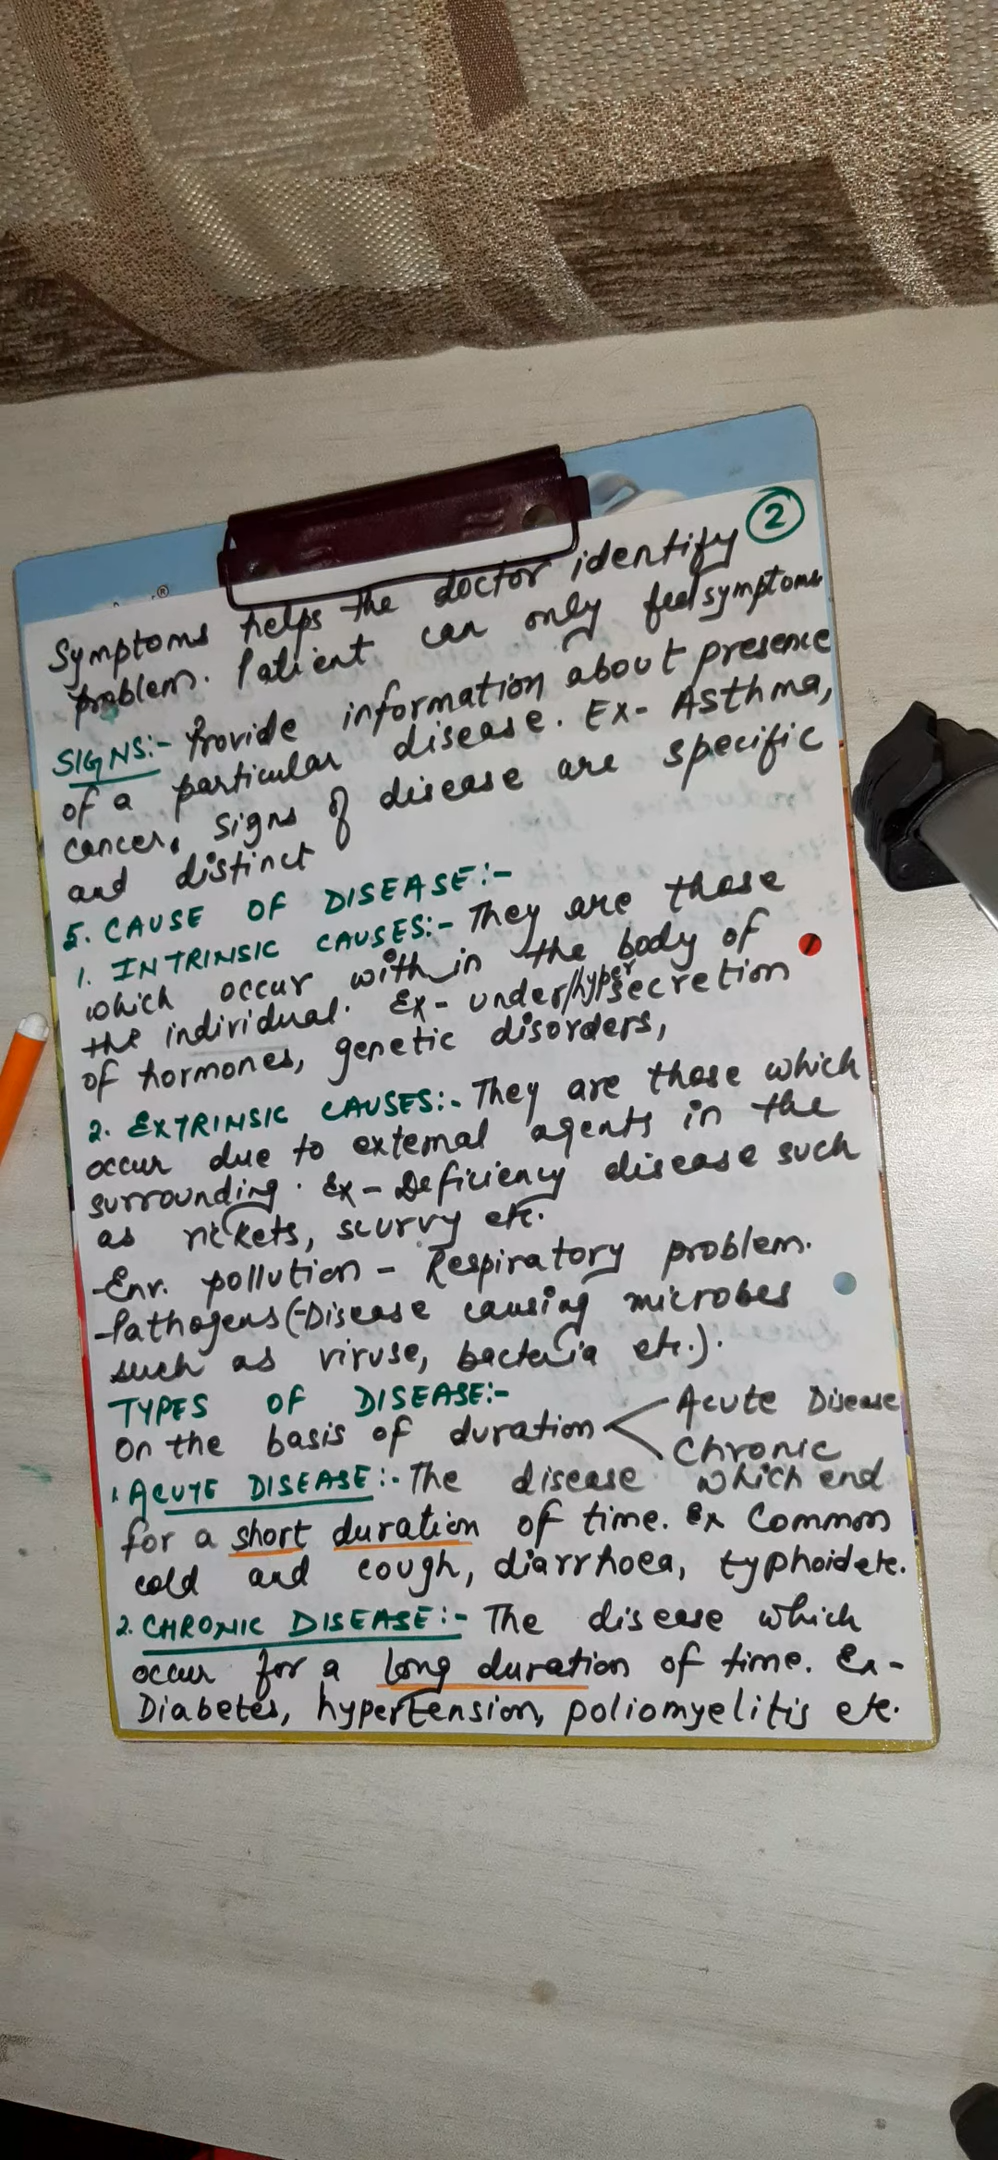 2
Symptoms helps the doctor identify
problem. Patient can only feel symptoms
SIGNS:- Provide information about presence
of a particular disease. Ex- Asthma,
cancer, signs of disease are specific
and distinct
5. CAUSE OF DISEASE:-
1. INTRINSIC CAUSES:- They are those
which occur within the body of
the individual. Ex- under/hyper secretion
of hormones, genetic disorders,
2. EXTRINSIC CAUSES:- They are those which
occur due to external agents in the
surrounding. Ex- Deficiency disease such
as rickets, scurvy etc.
-Env. pollution - Respiratory problem.
-Pathogens (-Disease causing microbes
such as viruse, bacteria etc.).
TYPES OF DISEASE:-
On the basis of duration < Acute Disease
Chronic
1. ACUTE DISEASE:- The disease which end
for a short duration of time. Ex Common
cold and cough, diarrhoea, typhoid etc.
2. CHRONIC DISEASE:- The disease which
occur for a long duration of time. Ex-
Diabetes, hypertension, poliomyelitis etc.